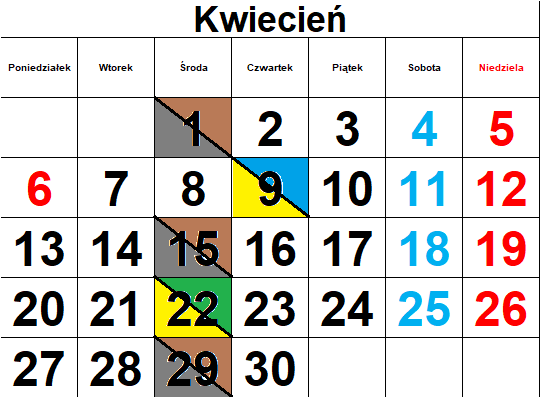 Kwiecień
Poniedziałek Wtorek Środa Czwartek Piątek Sobota Niedziela
1 2 3 4 5
6 7 8 9 10 11 12
13 14 15 16 17 18 19
20 21 22 23 24 25 26
27 28 29 30